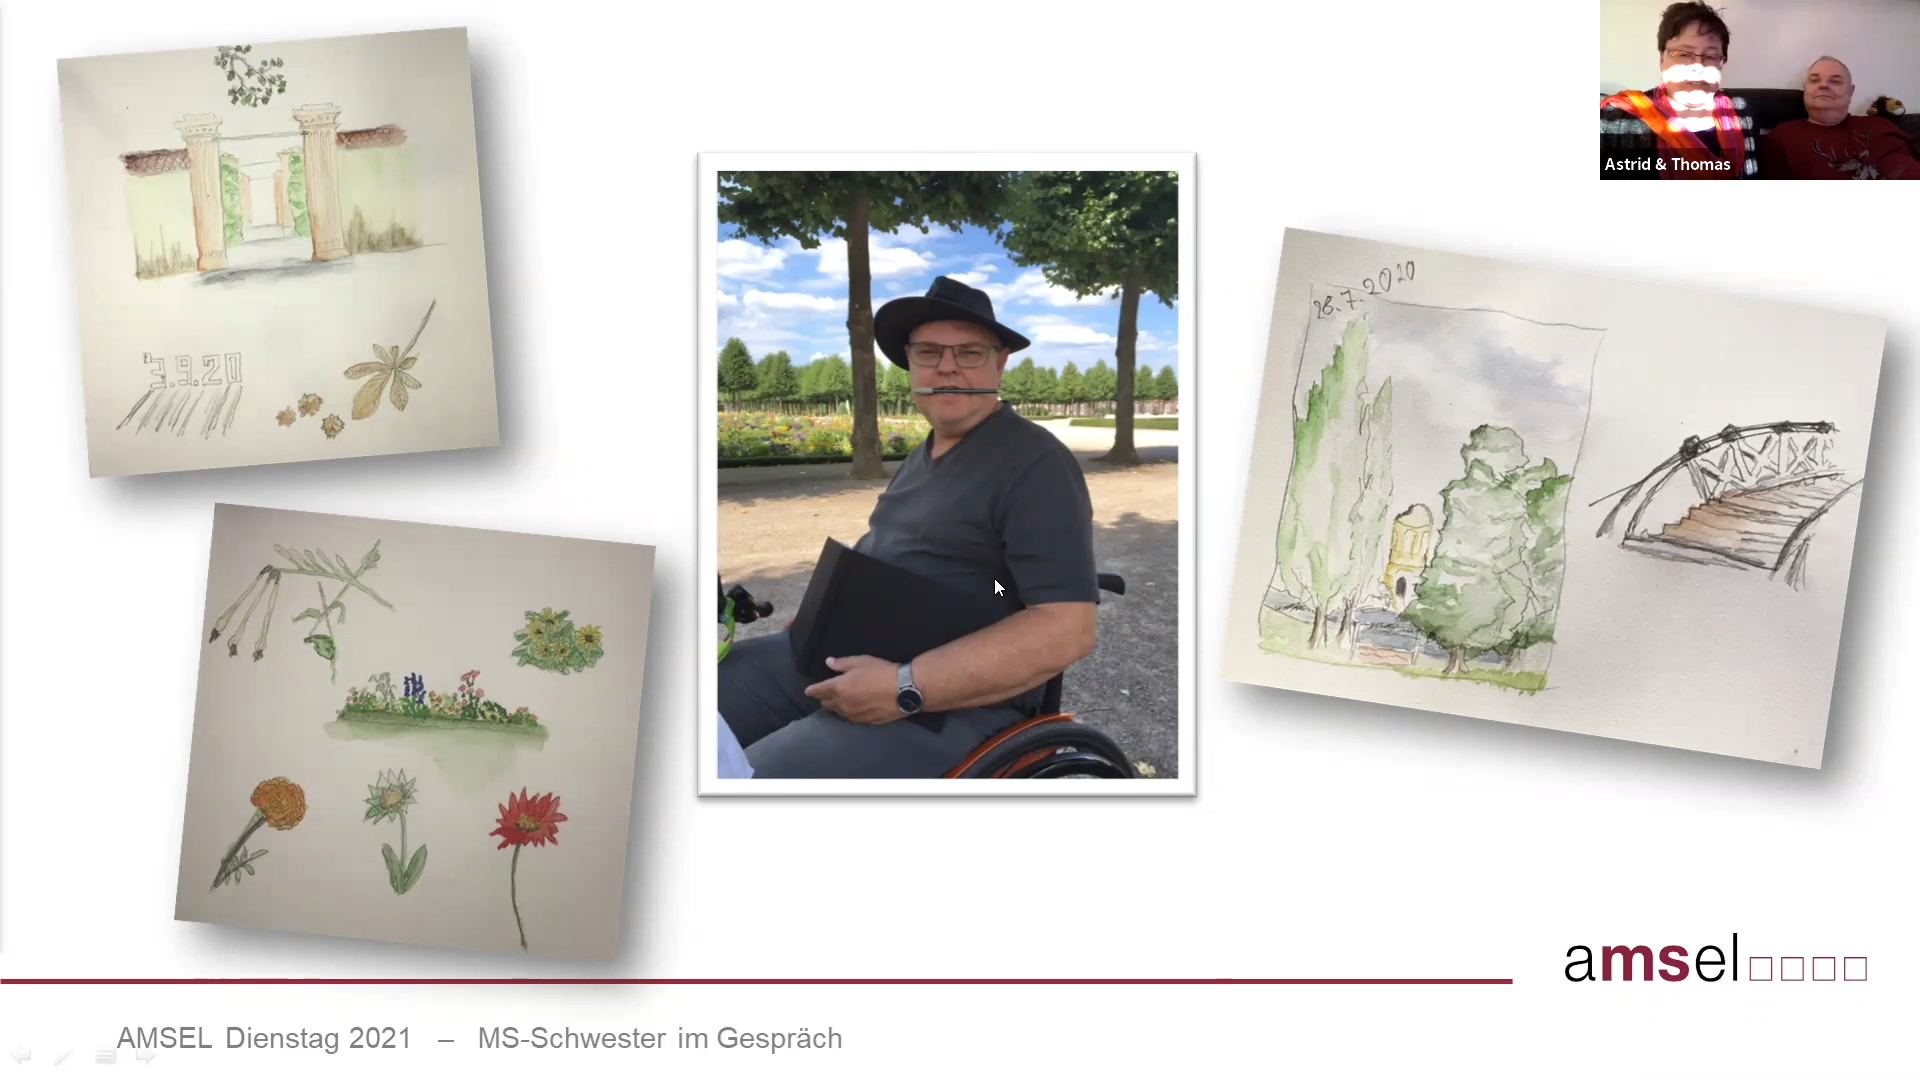 Astrid & Thomas
3.9.20
28.7.2020
amsel
AMSEL Dienstag 2021 – MS-Schwester im Gespräch